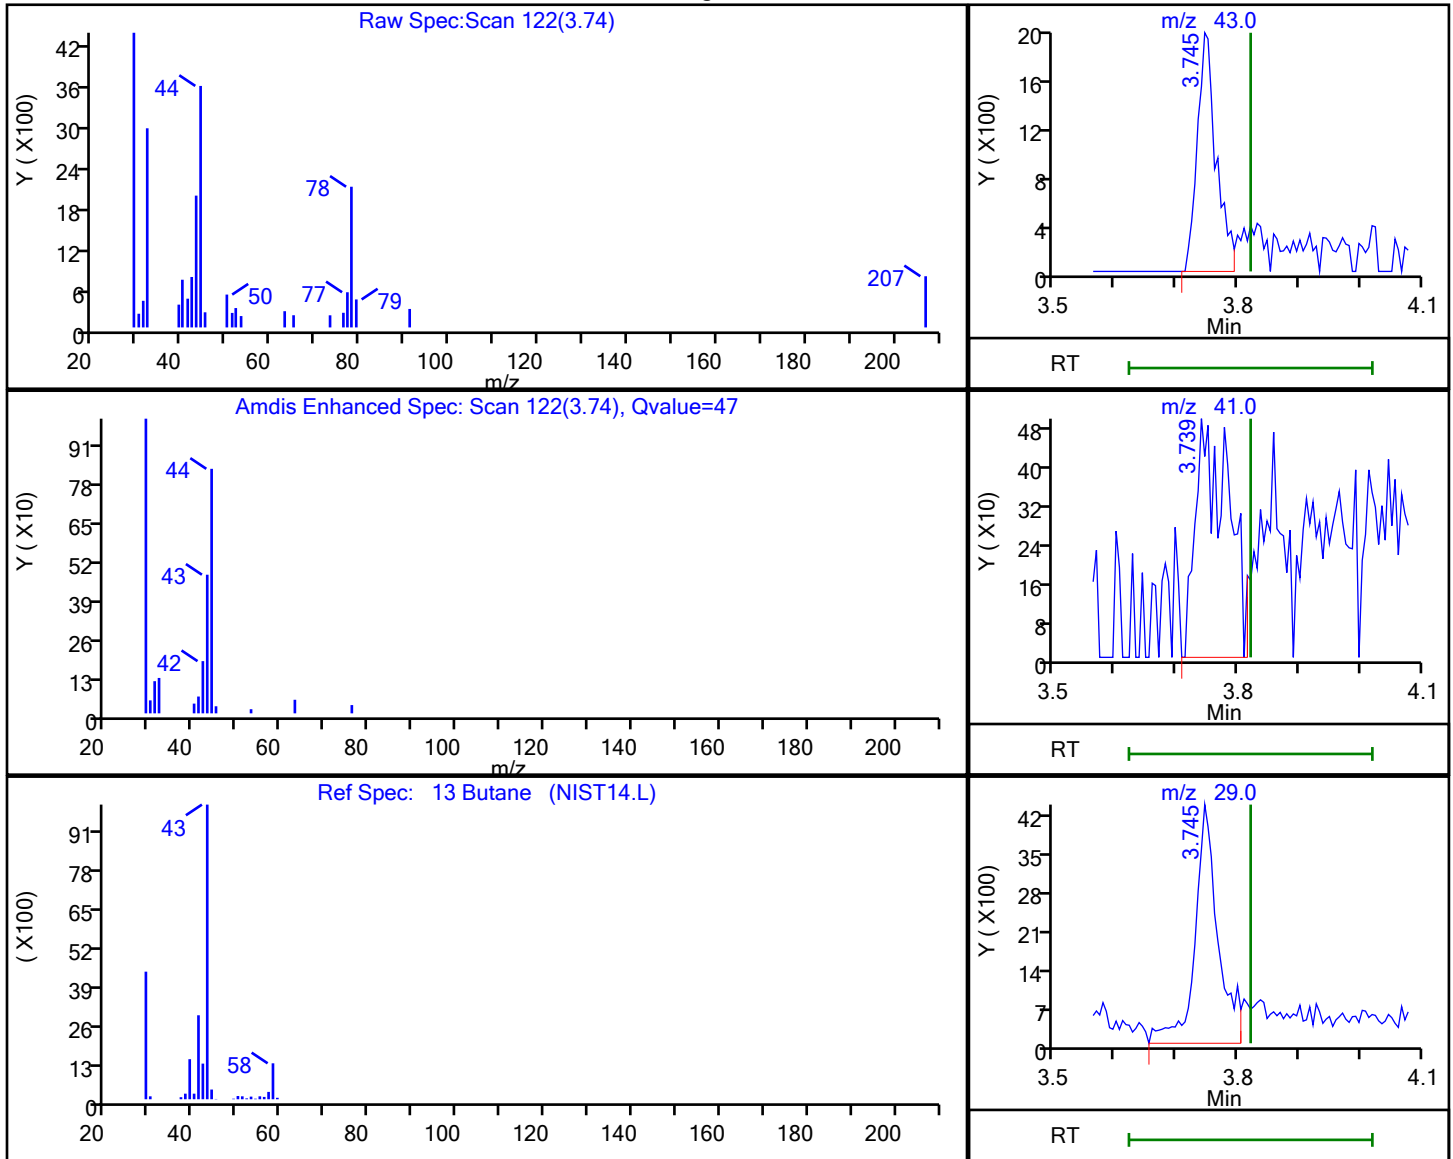 Raw Spec:Scan 122(3.74)
Y ( X100)
42
36
30
24
18
12
6
0
44
78
50
77
79
207
20 40 60 80 100 120 140 160 180 200
m/z
m/z 43.0
3.745
Y ( X100)
20
16
12
8
4
0
3.5 3.8 4.1
Min
RT
Amdis Enhanced Spec: Scan 122(3.74), Qvalue=47
Y ( X10)
91
78
65
52
39
26
13
0
44
43
42
20 40 60 80 100 120 140 160 180 200
m/z
m/z 41.0
3.739
Y ( X10)
48
40
32
24
16
8
0
3.5 3.8 4.1
Min
RT
Ref Spec: 13 Butane (NIST14.L)
( X100)
91
78
65
52
39
26
13
0
43
58
20 40 60 80 100 120 140 160 180 200
m/z 29.0
3.745
Y ( X100)
42
35
28
21
14
7
0
3.5 3.8 4.1
Min
RT